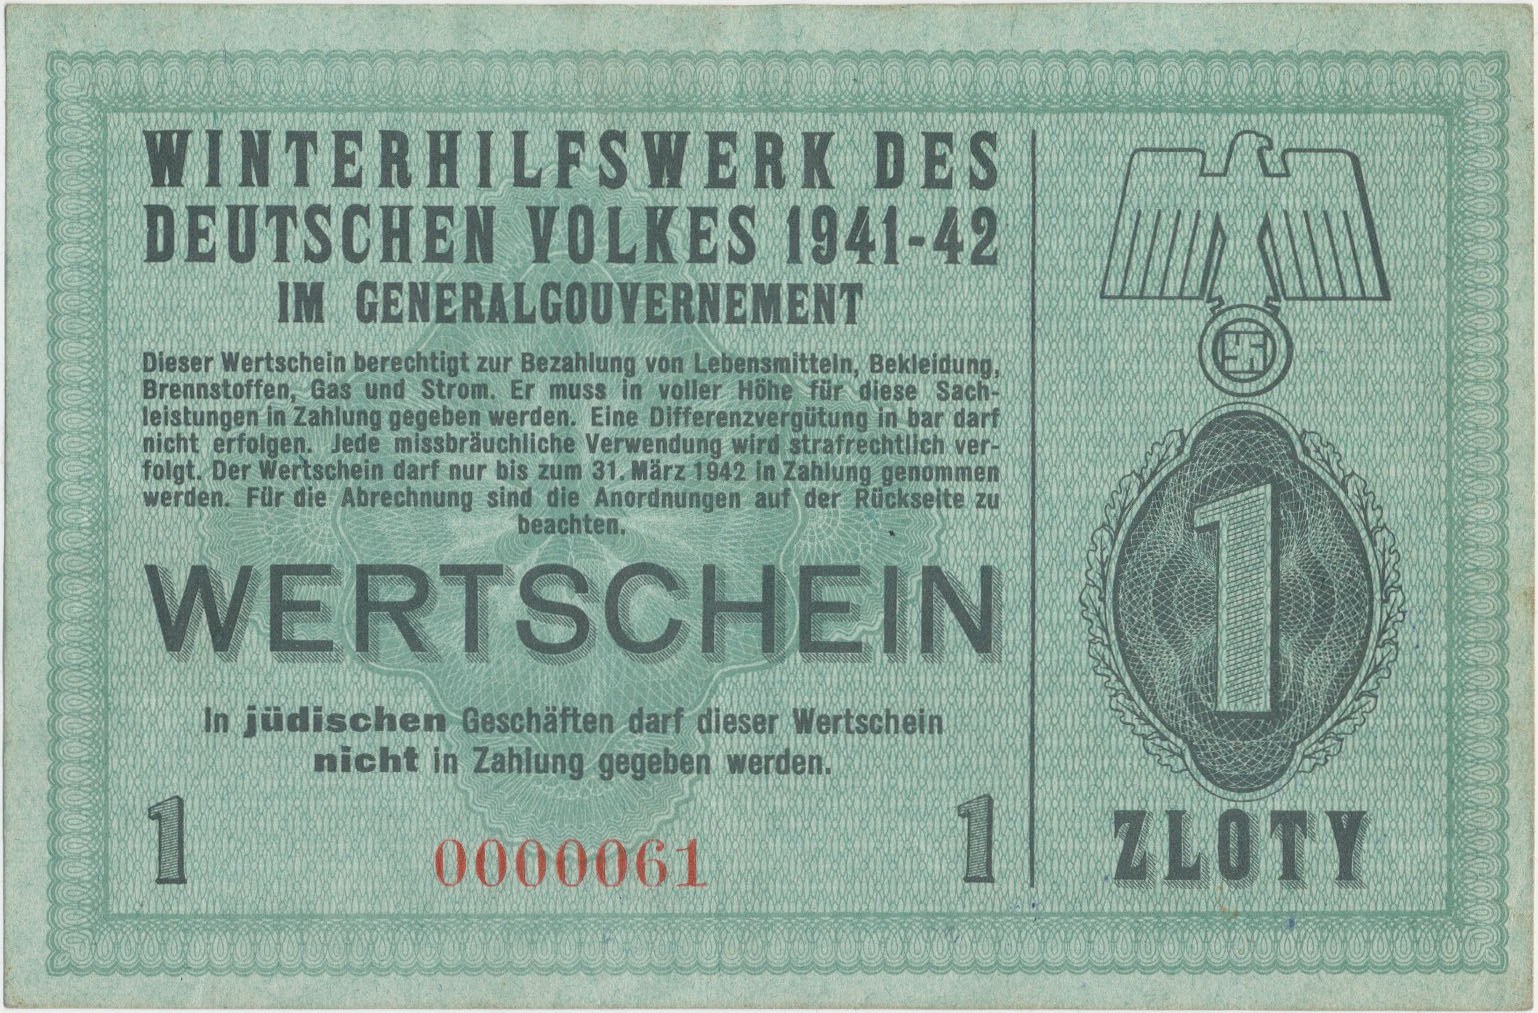 WINTERHILFSWERK DES
DEUTSCHEN VOLKES 1941-42
IM GENERALGOUVERNEMENT
Dieser Wertschein berechtigt zur Bezahlung von Lebensmitteln, Bekleidung,
Brennstoffen, Gas und Strom. Er muss in voller Höhe für diese Sach-
leistungen in Zahlung gegeben werden. Eine Differenzvergütung in bar darf
nicht erfolgen. Jede missbräuchliche Verwendung wird strafrechtlich ver-
folgt. Der Wertschein darf nur bis zum 31. März 1942 in Zahlung genommen
werden. Für die Abrechnung sind die Anordnungen auf der Rückseite zu
beachten.
WERTSCHEIN
In jüdischen Geschäften darf dieser Wertschein
nicht in Zahlung gegeben werden.
1 0000061 1
1
ZLOTY